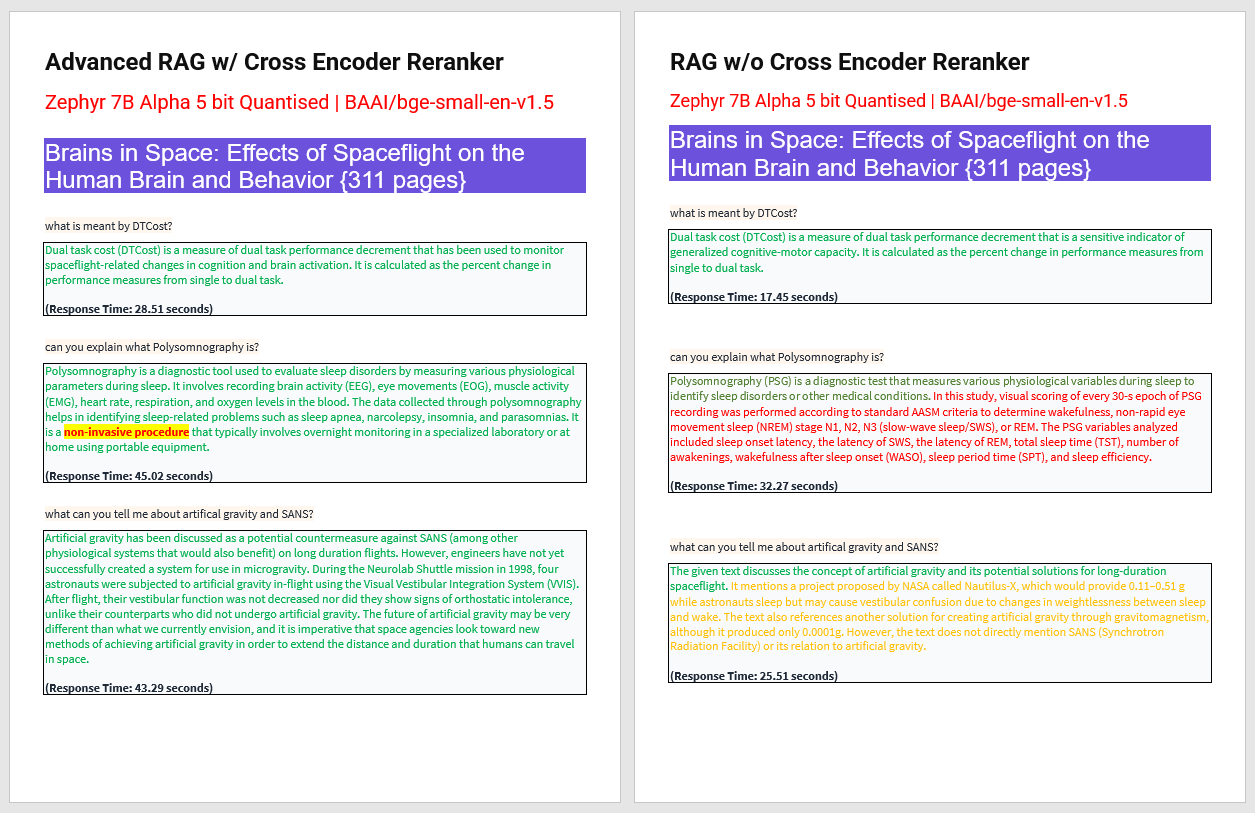 Advanced RAG w/ Cross Encoder Reranker
Zephyr 7B Alpha 5 bit Quantised | BAAI/bge-small-en-v1.5
Brains in Space: Effects of Spaceflight on the
Human Brain and Behavior {311 pages}
what is meant by DTCost?
Dual task cost (DTCost) is a measure of dual task performance decrement that has been used to monitor
spaceflight-related changes in cognition and brain activation. It is calculated as the percent change in
performance measures from single to dual task.
(Response Time: 28.51 seconds)
can you explain what Polysomnography is?
Polysomnography is a diagnostic tool used to evaluate sleep disorders by measuring various physiological
parameters during sleep. It involves recording brain activity (EEG), eye movements (EOG), muscle activity
(EMG), heart rate, respiration, and oxygen levels in the blood. The data collected through polysomnography
helps in identifying sleep-related problems such as sleep apnea, narcolepsy, insomnia, and parasomnias. It
is a non-invasive procedure that typically involves overnight monitoring in a specialized laboratory or at
home using portable equipment.
(Response Time: 45.02 seconds)
what can you tell me about artifical gravity and SANS?
Artificial gravity has been discussed as a potential countermeasure against SANS (among other
physiological systems that would also benefit) on long duration flights. However, engineers have not yet
successfully created a system for use in microgravity. During the Neurolab Shuttle mission in 1998, four
astronauts were subjected to artificial gravity in-flight using the Visual Vestibular Integration System (VVIS).
After flight, their vestibular function was not decreased nor did they show signs of orthostatic intolerance,
unlike their counterparts who did not undergo artificial gravity. The future of artificial gravity may be very
different than what we currently envision, and it is imperative that space agencies look toward new
methods of achieving artificial gravity in order to extend the distance and duration that humans can travel
in space.
(Response Time: 43.29 seconds)
RAG w/o Cross Encoder Reranker
Zephyr 7B Alpha 5 bit Quantised | BAAI/bge-small-en-v1.5
Brains in Space: Effects of Spaceflight on the
Human Brain and Behavior {311 pages}
what is meant by DTCost?
Dual task cost (DTCost) is a measure of dual task performance decrement that is a sensitive indicator of
generalized cognitive-motor capacity. It is calculated as the percent change in performance measures from
single to dual task.
(Response Time: 17.45 seconds)
can you explain what Polysomnography is?
Polysomnography (PSG) is a diagnostic test that measures various physiological variables during sleep to
identify sleep disorders or other medical conditions. In this study, visual scoring of every 30-s epoch of PSG
recording was performed according to standard AASM criteria to determine wakefulness, non-rapid eye
movement sleep (NREM) stage N1, N2, N3 (slow-wave sleep/SWS), or REM. The PSG variables analyzed
included sleep onset latency, the latency of SWS, the latency of REM, total sleep time (TST), number of
awakenings, wakefulness after sleep onset (WASO), sleep period time (SPT), and sleep efficiency.
(Response Time: 32.27 seconds)
what can you tell me about artifical gravity and SANS?
The given text discusses the concept of artificial gravity and its potential solutions for long-duration
spaceflight. It mentions a project proposed by NASA called Nautilus-X, which would provide 0.11–0.51 g
while astronauts sleep but may cause vestibular confusion due to changes in weightlessness between sleep
and wake. The text also references another solution for creating artificial gravity through gravitomagnetism,
although it produced only 0.0001g. However, the text does not directly mention SANS (Synchrotron
Radiation Facility) or its relation to artificial gravity.
(Response Time: 25.51 seconds)